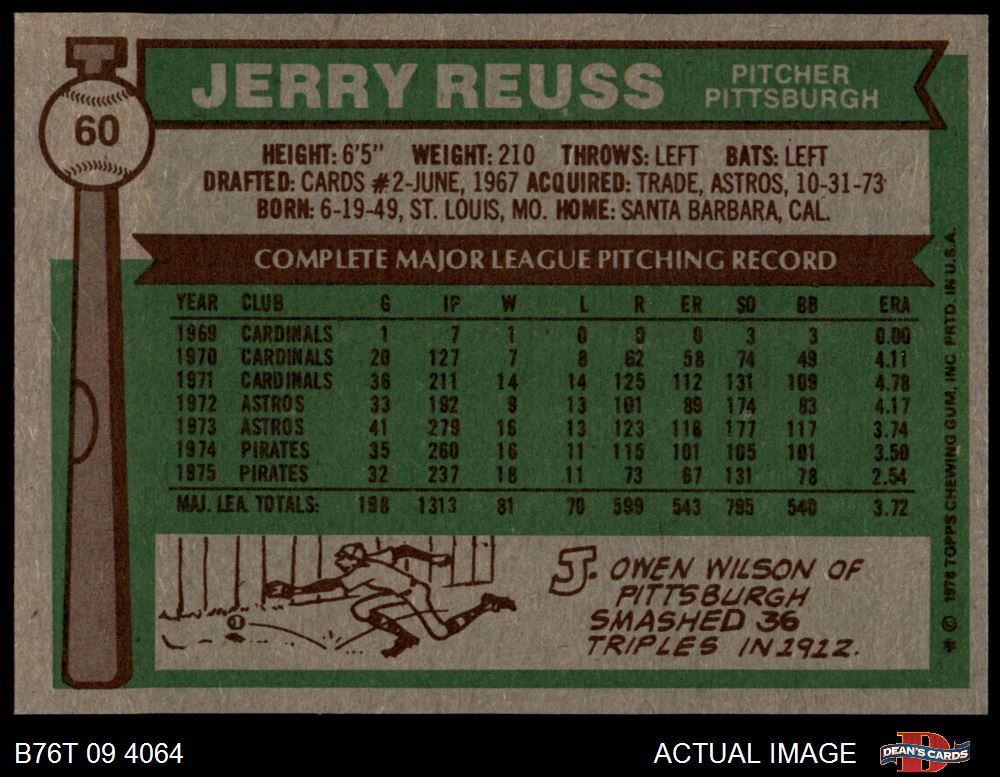 60
JERRY REUSS
PITCHER
PITTSBURGH
HEIGHT: 6'5" WEIGHT: 210 THROWS: LEFT BATS: LEFT
DRAFTED: CARDS #2-JUNE, 1967 ACQUIRED: TRADE, ASTROS, 10-31-73
BORN: 6-19-49, ST. LOUIS, MO. HOME: SANTA BARBARA, CAL.
COMPLETE MAJOR LEAGUE PITCHING RECORD
YEAR CLUB G IP W L R ER SO BB ERA
1969 CARDINALS 1 7 1 0 0 0 3 3 0.00
1970 CARDINALS 20 127 7 8 62 58 74 49 4.11
1971 CARDINALS 36 211 14 14 125 112 131 109 4.78
1972 ASTROS 33 192 9 13 101 89 174 83 4.17
1973 ASTROS 41 279 16 13 123 116 177 117 3.74
1974 PIRATES 35 260 16 11 115 101 105 101 3.50
1975 PIRATES 32 237 18 11 73 67 131 78 2.54
MAJ. LEA. TOTALS: 198 1313 81 70 599 543 795 540 3.72
J. OWEN WILSON OF
PITTSBURGH
SMASHED 36
TRIPLES IN 1912.
* © 1976 TOPPS CHEWING GUM, INC PRTD. IN U.S.A.
B76T 09 4064
ACTUAL IMAGE
D
DEAN'S CARDS